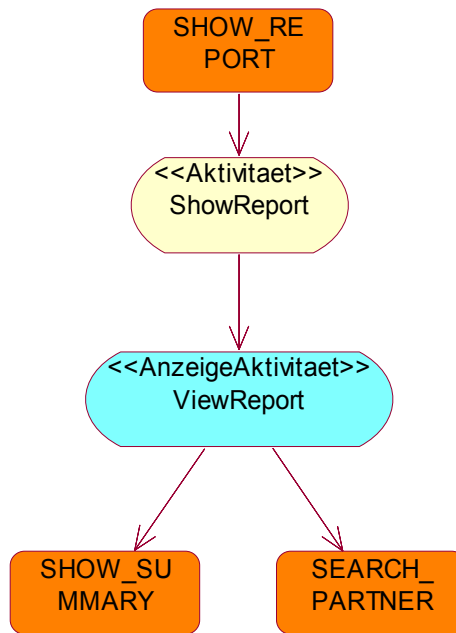 SHOW_RE
PORT
<<Aktivitaet>>
ShowReport
<<AnzeigeAktivitaet>>
ViewReport
SHOW_SU
MMARY
SEARCH_
PARTNER